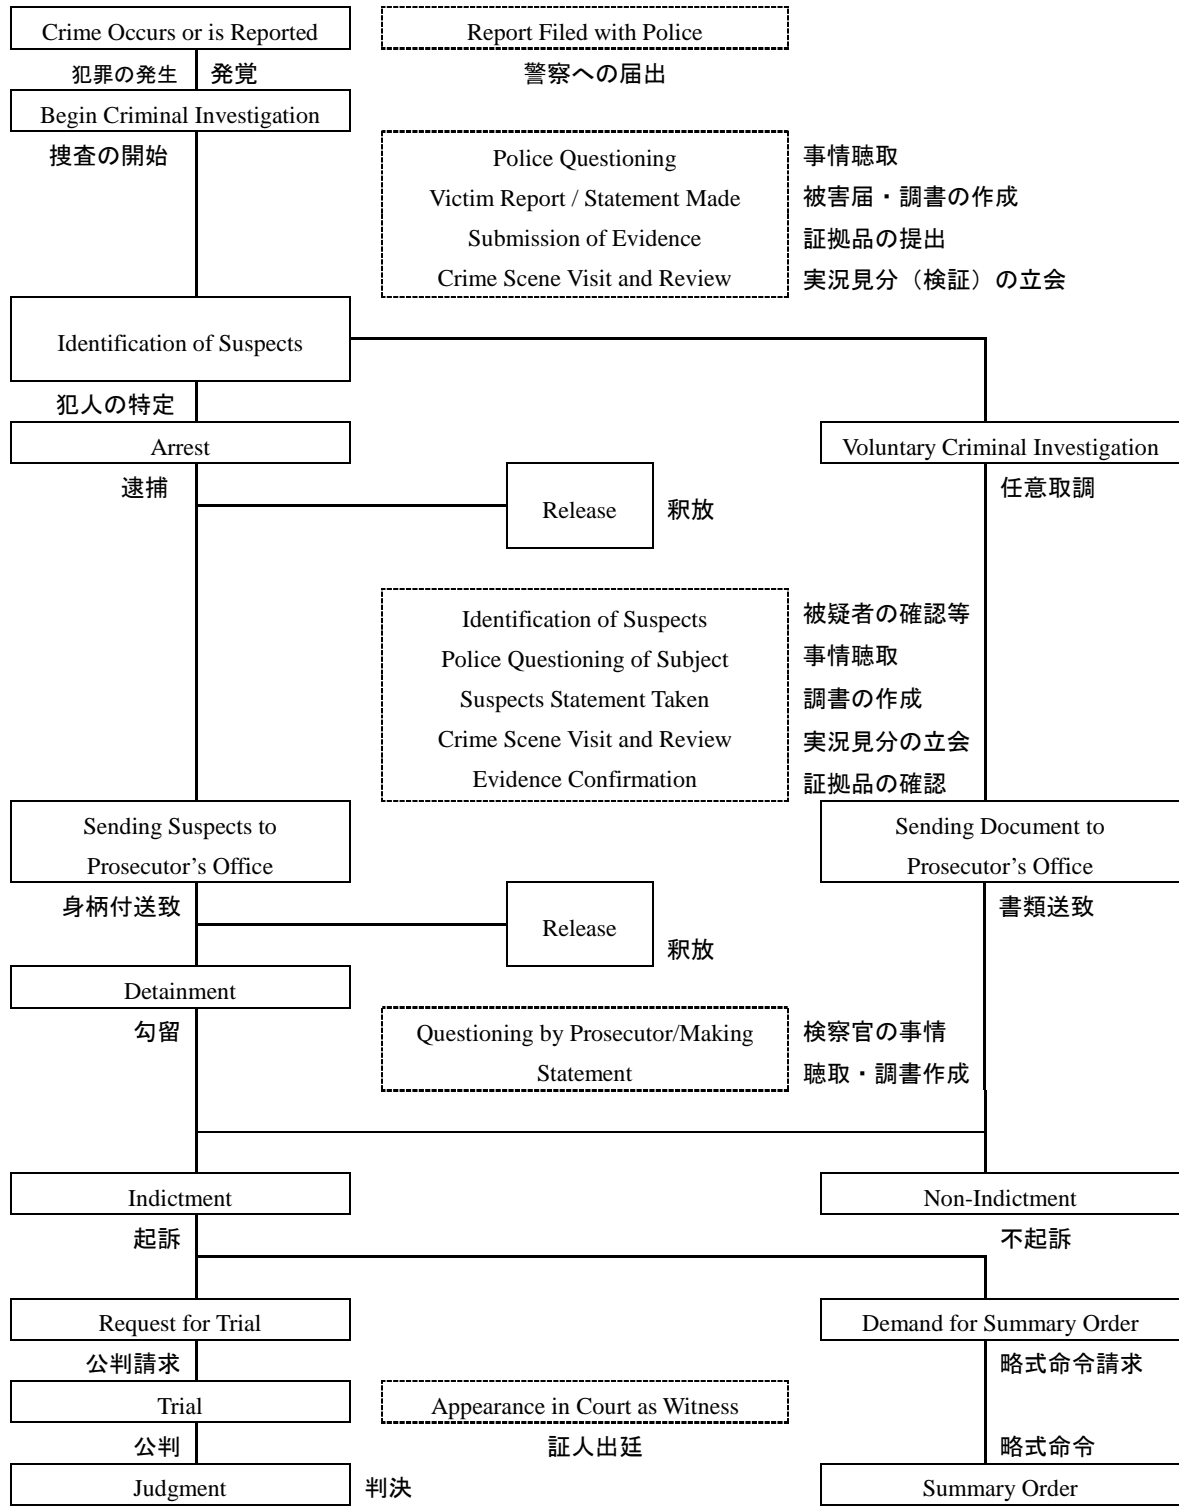 Crime Occurs or is Reported
Report Filed with Police
犯罪の発生 発覚
警察への届出
Begin Criminal Investigation
捜査の開始
Police Questioning
事情聴取
Victim Report / Statement Made
被害届・調書の作成
Submission of Evidence
証拠品の提出
Crime Scene Visit and Review
実況見分（検証）の立会
Identification of Suspects
犯人の特定
Arrest
Voluntary Criminal Investigation
逮捕
任意取調
Release
釈放
Identification of Suspects
被疑者の確認等
Police Questioning of Subject
事情聴取
Suspects Statement Taken
調書の作成
Crime Scene Visit and Review
実況見分の立会
Evidence Confirmation
証拠品の確認
Sending Suspects to
Prosecutor’s Office
Sending Document to
Prosecutor’s Office
身柄付送致
書類送致
Release
釈放
Detainment
勾留
Questioning by Prosecutor/Making
Statement
検察官の事情
聴取・調書作成
Indictment
Non-Indictment
起訴
不起訴
Request for Trial
Demand for Summary Order
公判請求
略式命令請求
Trial
Appearance in Court as Witness
公判
証人出廷
略式命令
Judgment
判決
Summary Order